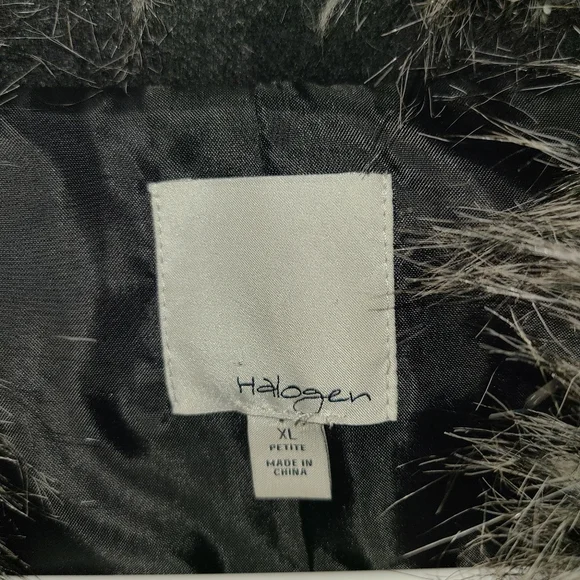 Halogen
XL
PETITE
MADE IN
CHINA